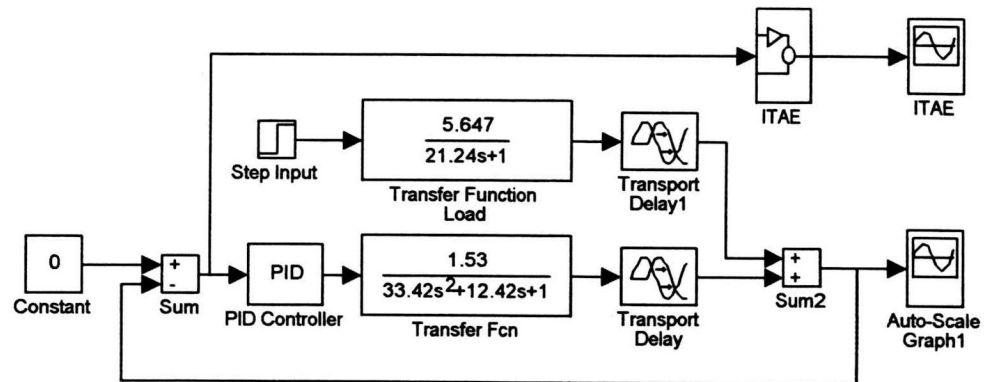 ITAE
ITAE
Step Input
5.647
21.24s+1
Transfer Function
Load
Transport
Delay1
0
Constant
+
-
Sum
PID
PID Controller
1.53
33.42s²+12.42s+1
Transfer Fcn
Transport
Delay
+
+
Sum2
Auto-Scale
Graph1